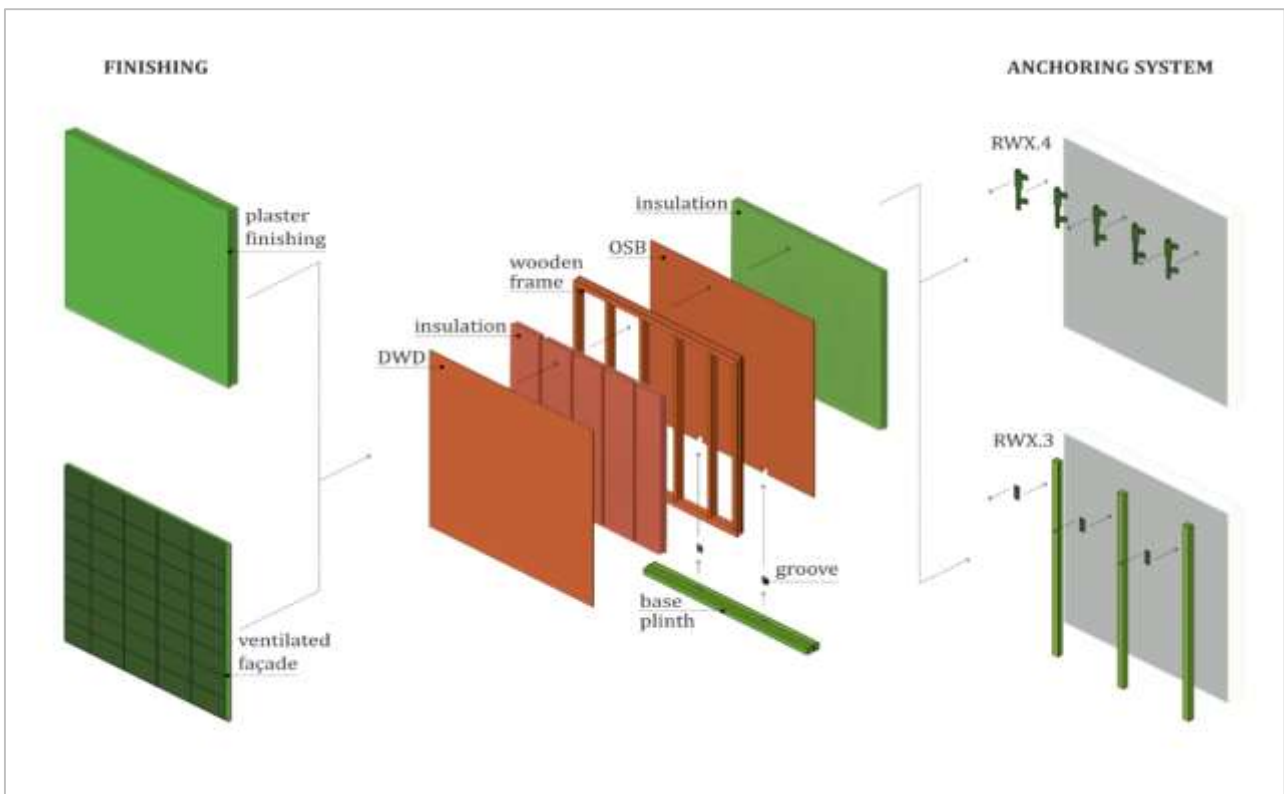 FINISHING
ANCHORING SYSTEM
plaster
finishing
ventilated
façade
DWD
insulation
wooden
frame
OSB
insulation
groove
base
plinth
RWX.4
RWX.3